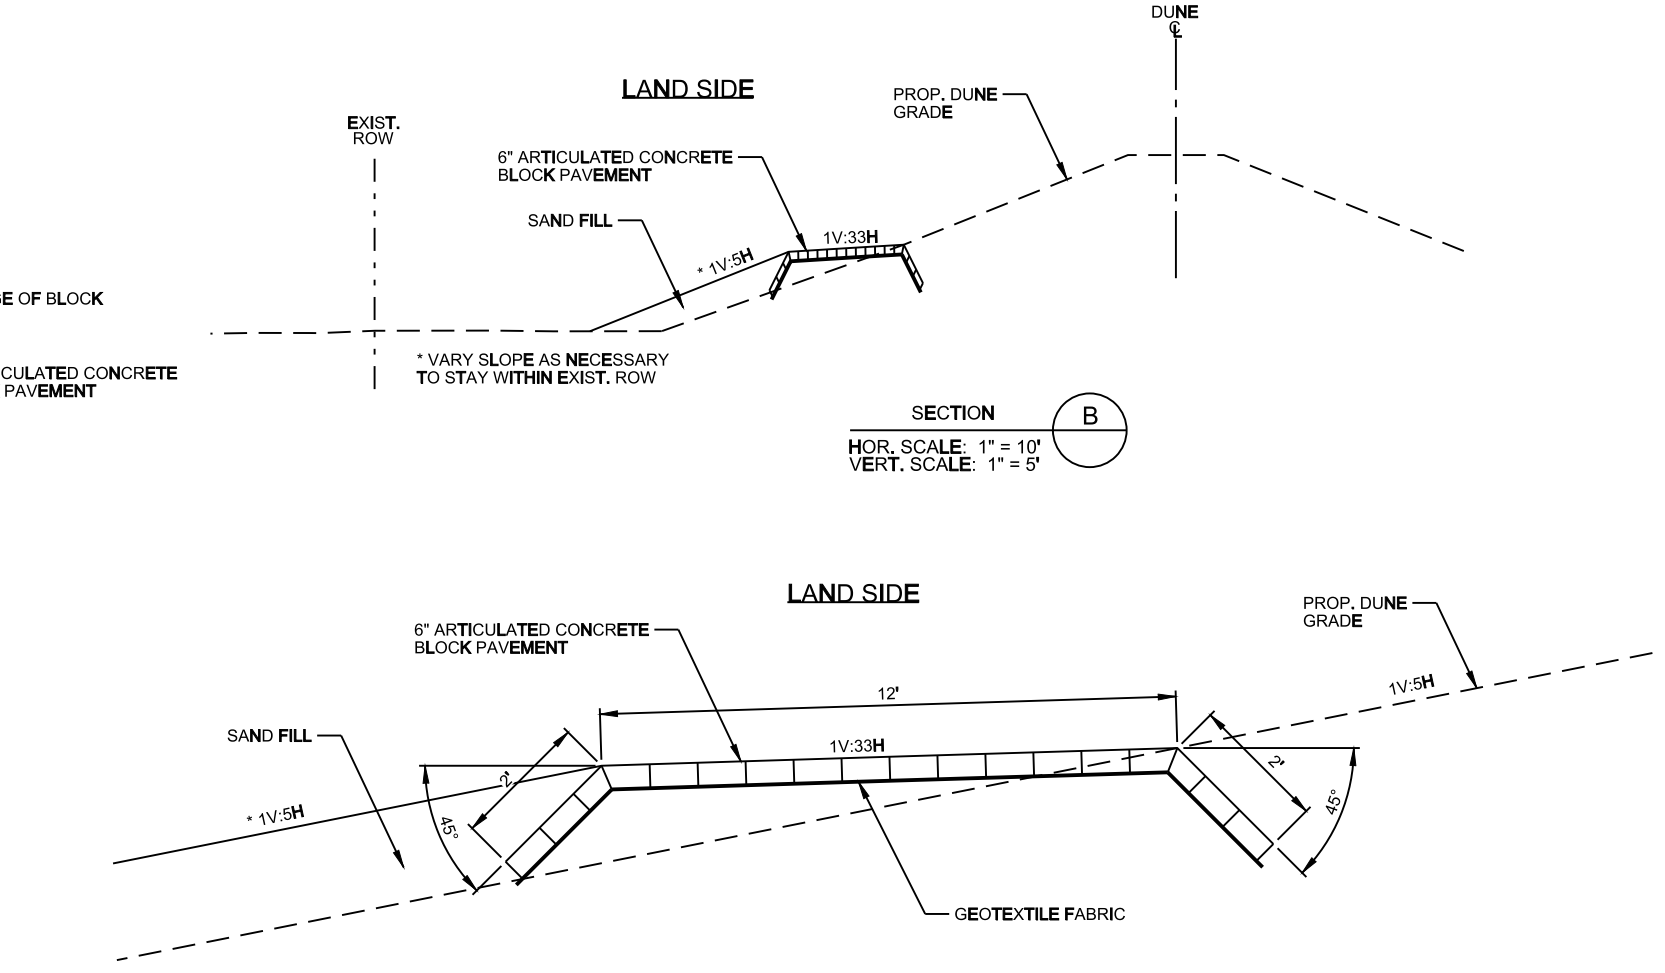 DUNE
℄
LAND SIDE
PROP. DUNE
GRADE
EXIST.
ROW
6" ARTICULATED CONCRETE
BLOCK PAVEMENT
SAND FILL
1V:33H
* 1V:5H
OF BLOCK
CONCRETE
PAVEMENT
* VARY SLOPE AS NECESSARY
TO STAY WITHIN EXIST. ROW
SECTION
B
HOR. SCALE: 1" = 10'
VERT. SCALE: 1" = 5'
LAND SIDE
PROP. DUNE
GRADE
6" ARTICULATED CONCRETE
BLOCK PAVEMENT
12'
1V:5H
SAND FILL
1V:33H
2'
2'
* 1V:5H
45°
45°
GEOTEXTILE FABRIC